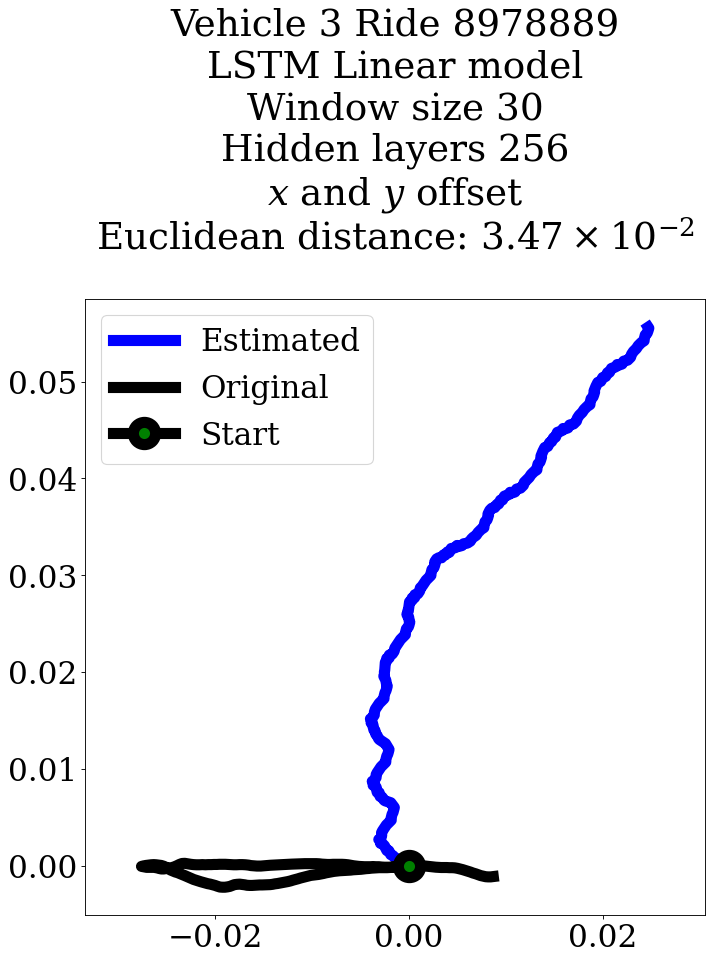 Vehicle 3 Ride 8978889
LSTM Linear model
Window size 30
Hidden layers 256
x and y offset
Euclidean distance: 3.47 × 10⁻²
Estimated
Original
Start
0.05
0.04
0.03
0.02
0.01
0.00
−0.02 0.00 0.02